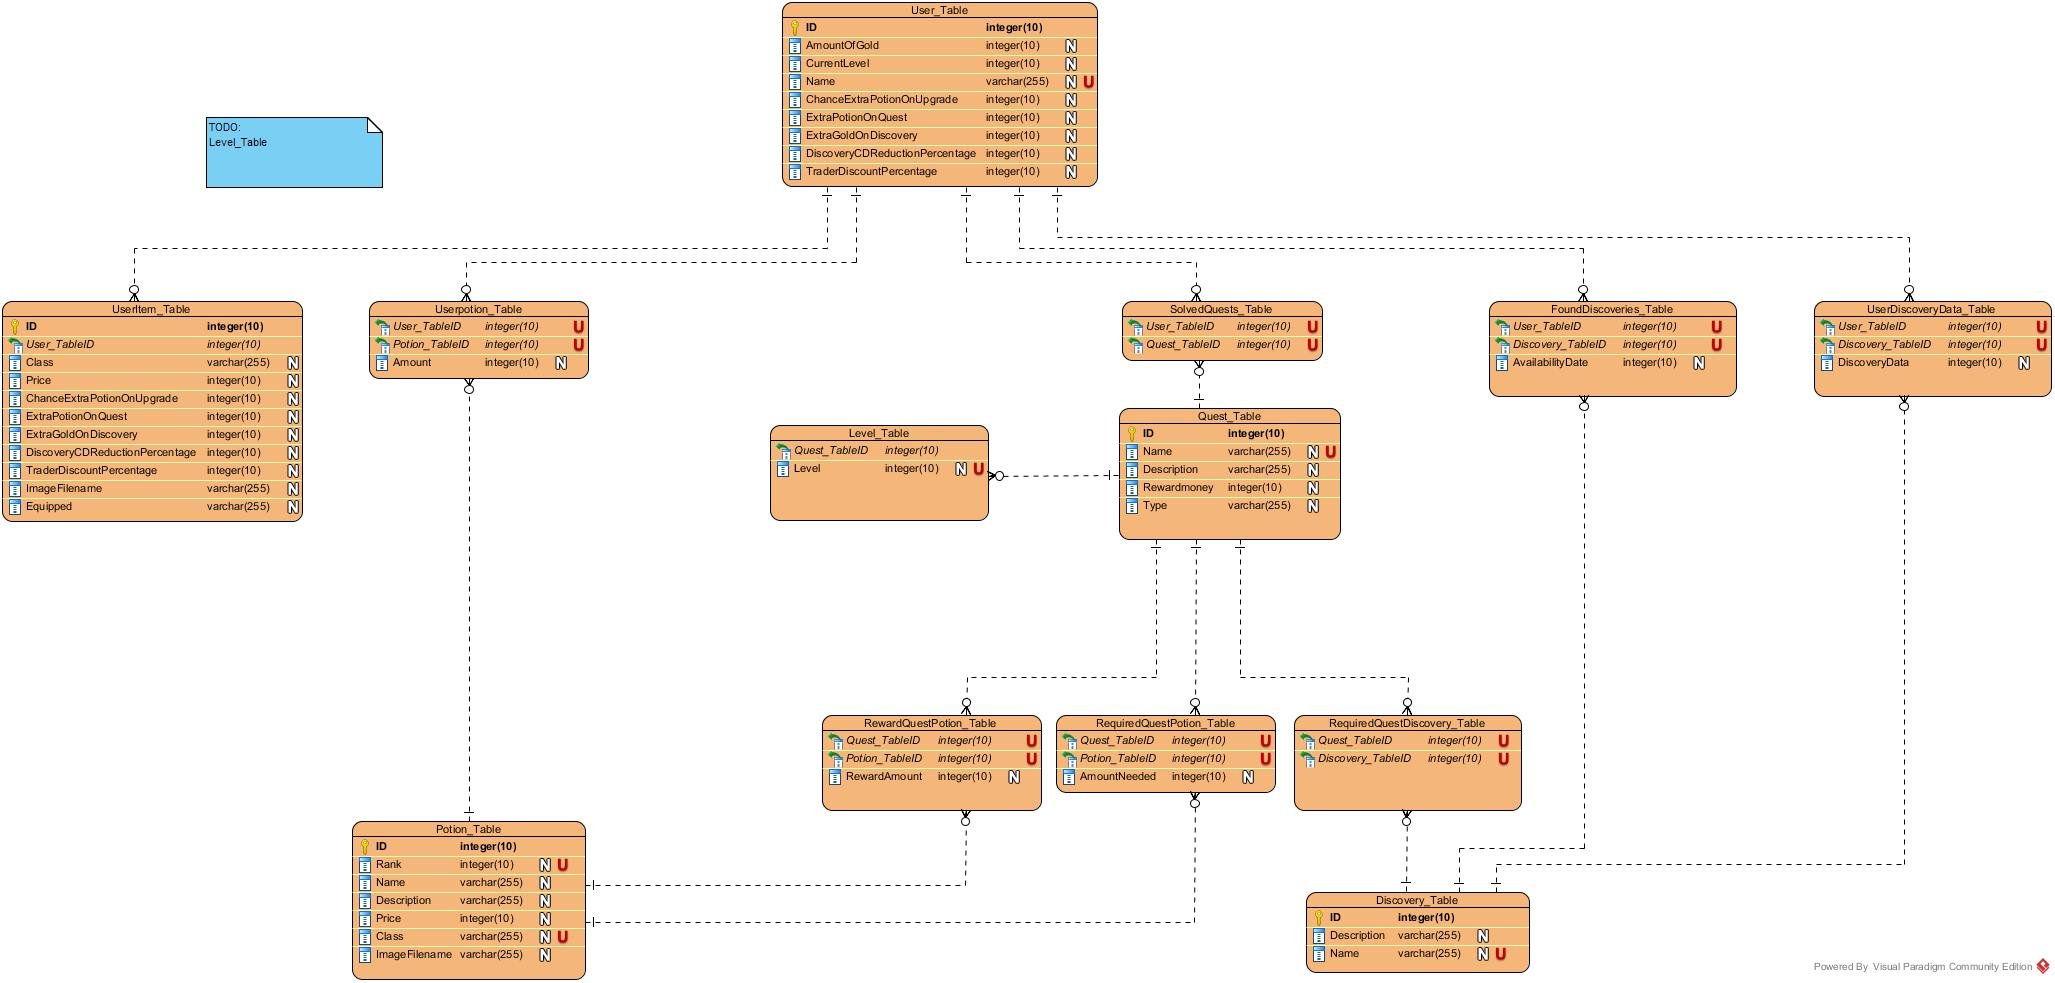 User_Table
ID integer(10)
AmountOfGold integer(10) N
CurrentLevel integer(10) N
Name varchar(255) N U
ChanceExtraPotionOnUpgrade integer(10) N
ExtraPotionOnQuest integer(10) N
ExtraGoldOnDiscovery integer(10) N
DiscoveryCDReductionPercentage integer(10) N
TraderDiscountPercentage integer(10) N
TODO:
Level_Table
UserItem_Table
ID integer(10)
User_TableID integer(10)
Class varchar(255) N
Price integer(10) N
ChanceExtraPotionOnUpgrade integer(10) N
ExtraPotionOnQuest integer(10) N
ExtraGoldOnDiscovery integer(10) N
DiscoveryCDReductionPercentage integer(10) N
TraderDiscountPercentage integer(10) N
ImageFilename varchar(255) N
Equipped varchar(255) N
Userpotion_Table
User_TableID integer(10) U
Potion_TableID integer(10) U
Amount integer(10) N
SolvedQuests_Table
User_TableID integer(10) U
Quest_TableID integer(10) U
FoundDiscoveries_Table
User_TableID integer(10) U
Discovery_TableID integer(10) U
AvailabilityDate integer(10) N
UserDiscoveryData_Table
User_TableID integer(10) U
Discovery_TableID integer(10) U
DiscoveryData integer(10) N
Level_Table
Quest_TableID integer(10)
Level integer(10) N U
Quest_Table
ID integer(10)
Name varchar(255) N U
Description varchar(255) N
Rewardmoney integer(10) N
Type varchar(255) N
RewardQuestPotion_Table
Quest_TableID integer(10) U
Potion_TableID integer(10) U
RewardAmount integer(10) N
RequiredQuestPotion_Table
Quest_TableID integer(10) U
Potion_TableID integer(10) U
AmountNeeded integer(10) N
RequiredQuestDiscovery_Table
Quest_TableID integer(10) U
Discovery_TableID integer(10) U
Potion_Table
ID integer(10)
Rank integer(10) N U
Name varchar(255) N
Description varchar(255) N
Price integer(10) N
Class varchar(255) N U
ImageFilename varchar(255) N
Discovery_Table
ID integer(10)
Description varchar(255) N
Name varchar(255) N U
Powered By Visual Paradigm Community Edition